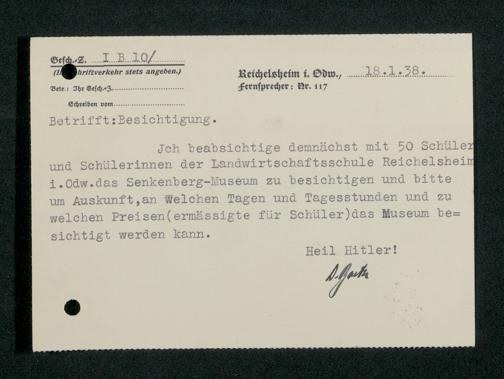 Gesch.-Z. I B 10/
(Im Schriftverkehr stets angeben.)
Betr.: Ihr Gesch.-Z.
Schreiben vom
Reichelsheim i. Odw., 18.1.38.
Fernsprecher: Nr. 117
Betrifft:Besichtigung.
Jch beabsichtige demnächst mit 50 Schüler
und Schülerinnen der Landwirtschaftsschule Reichelsheim
i.Odw.das Senkenberg-Museum zu besichtigen und bitte
um Auskunft,an Welchen Tagen und Tagesstunden und zu
welchen Preisen(ermässigte für Schüler)das Museum be=
sichtigt werden kann.
Heil Hitler!